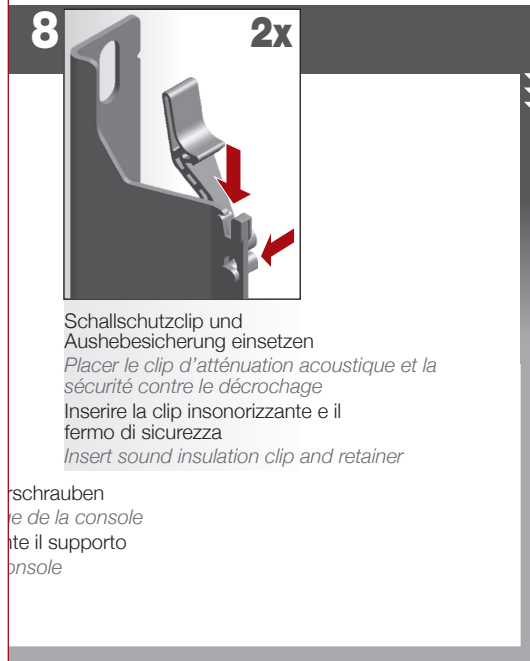 8
2x
Schallschutzclip und
Aushebesicherung einsetzen
Placer le clip d'atténuation acoustique et la
sécurité contre le décrochage
Inserire la clip insonorizzante e il
fermo di sicurezza
Insert sound insulation clip and retainer
rschrauben
de la console
nte il supporto
onsole